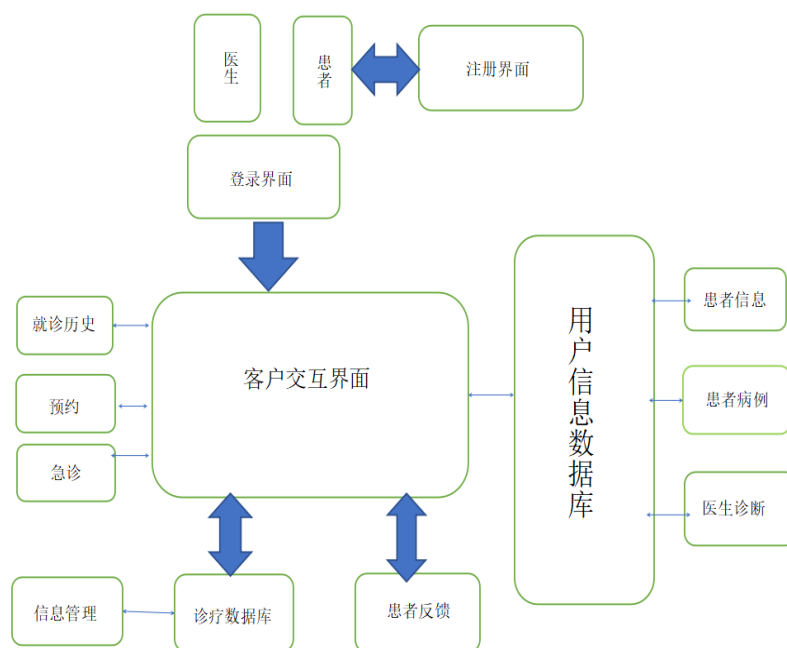 医生
患者
注册界面
登录界面
就诊历史
预约
急诊
客户交互界面
用户信息数据库
患者信息
患者病例
医生诊断
信息管理
诊疗数据库
患者反馈